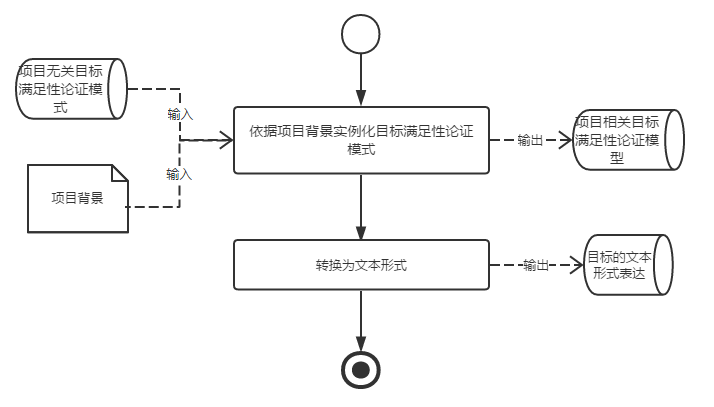 项目无关目标
满足性论证模
式
输入
依据项目背景实例化目标满足性论证
模式
输出
项目相关目标
满足性论证模
型
输入
项目背景
转换为文本形式
输出
目标的文本
形式表达